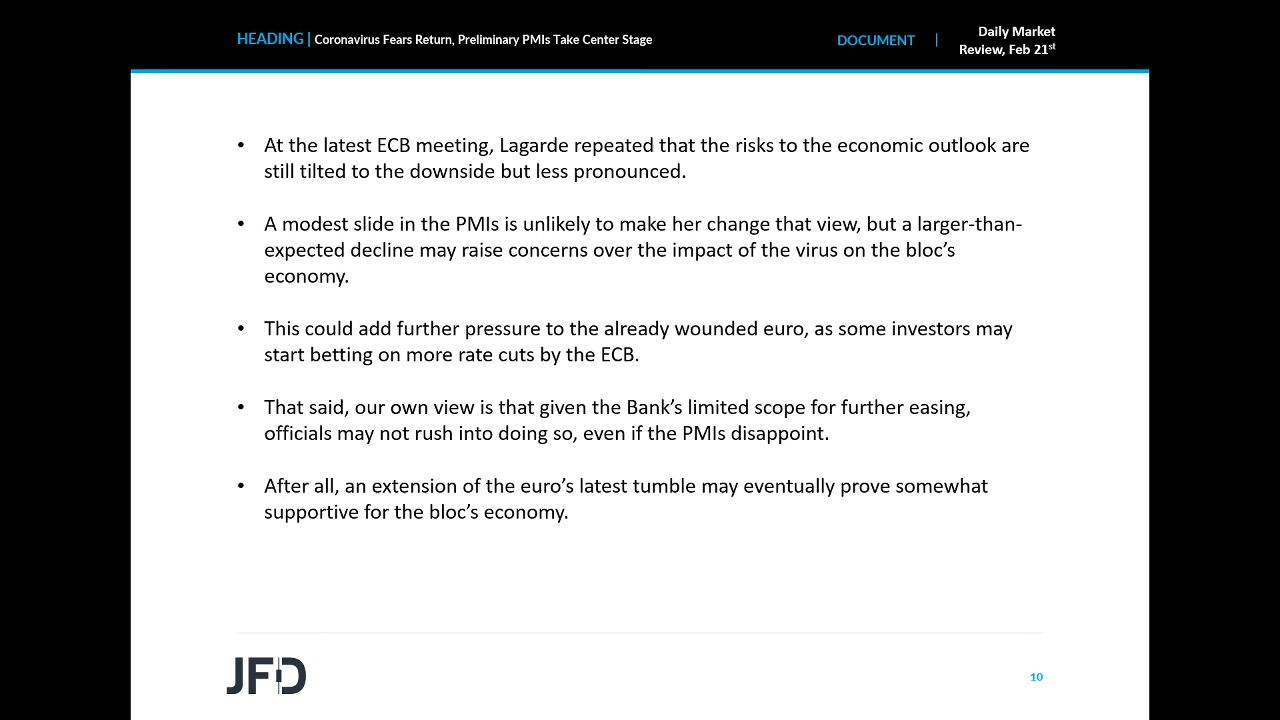 HEADING | Coronavirus Fears Return, Preliminary PMIs Take Center Stage
DOCUMENT |
Daily Market
Review, Feb 21st
• At the latest ECB meeting, Lagarde repeated that the risks to the economic outlook are
still tilted to the downside but less pronounced.
• A modest slide in the PMIs is unlikely to make her change that view, but a larger-than-
expected decline may raise concerns over the impact of the virus on the bloc’s
economy.
• This could add further pressure to the already wounded euro, as some investors may
start betting on more rate cuts by the ECB.
• That said, our own view is that given the Bank’s limited scope for further easing,
officials may not rush into doing so, even if the PMIs disappoint.
• After all, an extension of the euro’s latest tumble may eventually prove somewhat
supportive for the bloc’s economy.
JFD
10